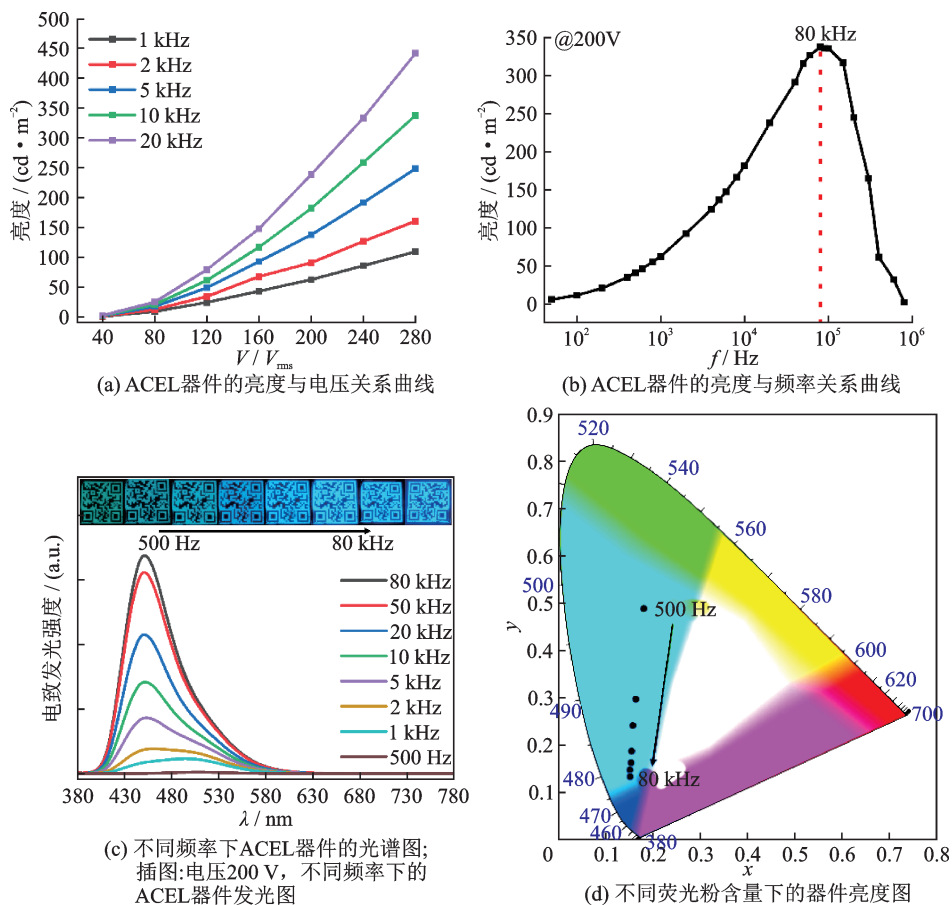 500
450
400
350
300
250
200
150
100
50
0
亮度 / (cd·m⁻²)
1 kHz
2 kHz
5 kHz
10 kHz
20 kHz
40 80 120 160 200 240 280
V / Vrms
(a) ACEL器件的亮度与电压关系曲线
@200V
80 kHz
350
300
250
200
150
100
50
0
亮度 / (cd·m⁻²)
10² 10³ 10⁴ 10⁵ 10⁶
f / Hz
(b) ACEL器件的亮度与频率关系曲线
500 Hz 80 kHz
电致发光强度 / (a.u.)
80 kHz
50 kHz
20 kHz
10 kHz
5 kHz
2 kHz
1 kHz
500 Hz
380 430 480 530 580 630 680 730 780
λ / nm
(c) 不同频率下ACEL器件的光谱图;
插图:电压200 V，不同频率下的
ACEL器件发光图
0.9
0.8
0.7
0.6
0.5
0.4
0.3
0.2
0.1
y
520
540
560
500
580
500 Hz
600
620
490
700
480
80 kHz
470
460
380
0 0.1 0.2 0.3 0.4 0.5 0.6 0.7 0.8
x
(d) 不同荧光粉含量下的器件亮度图